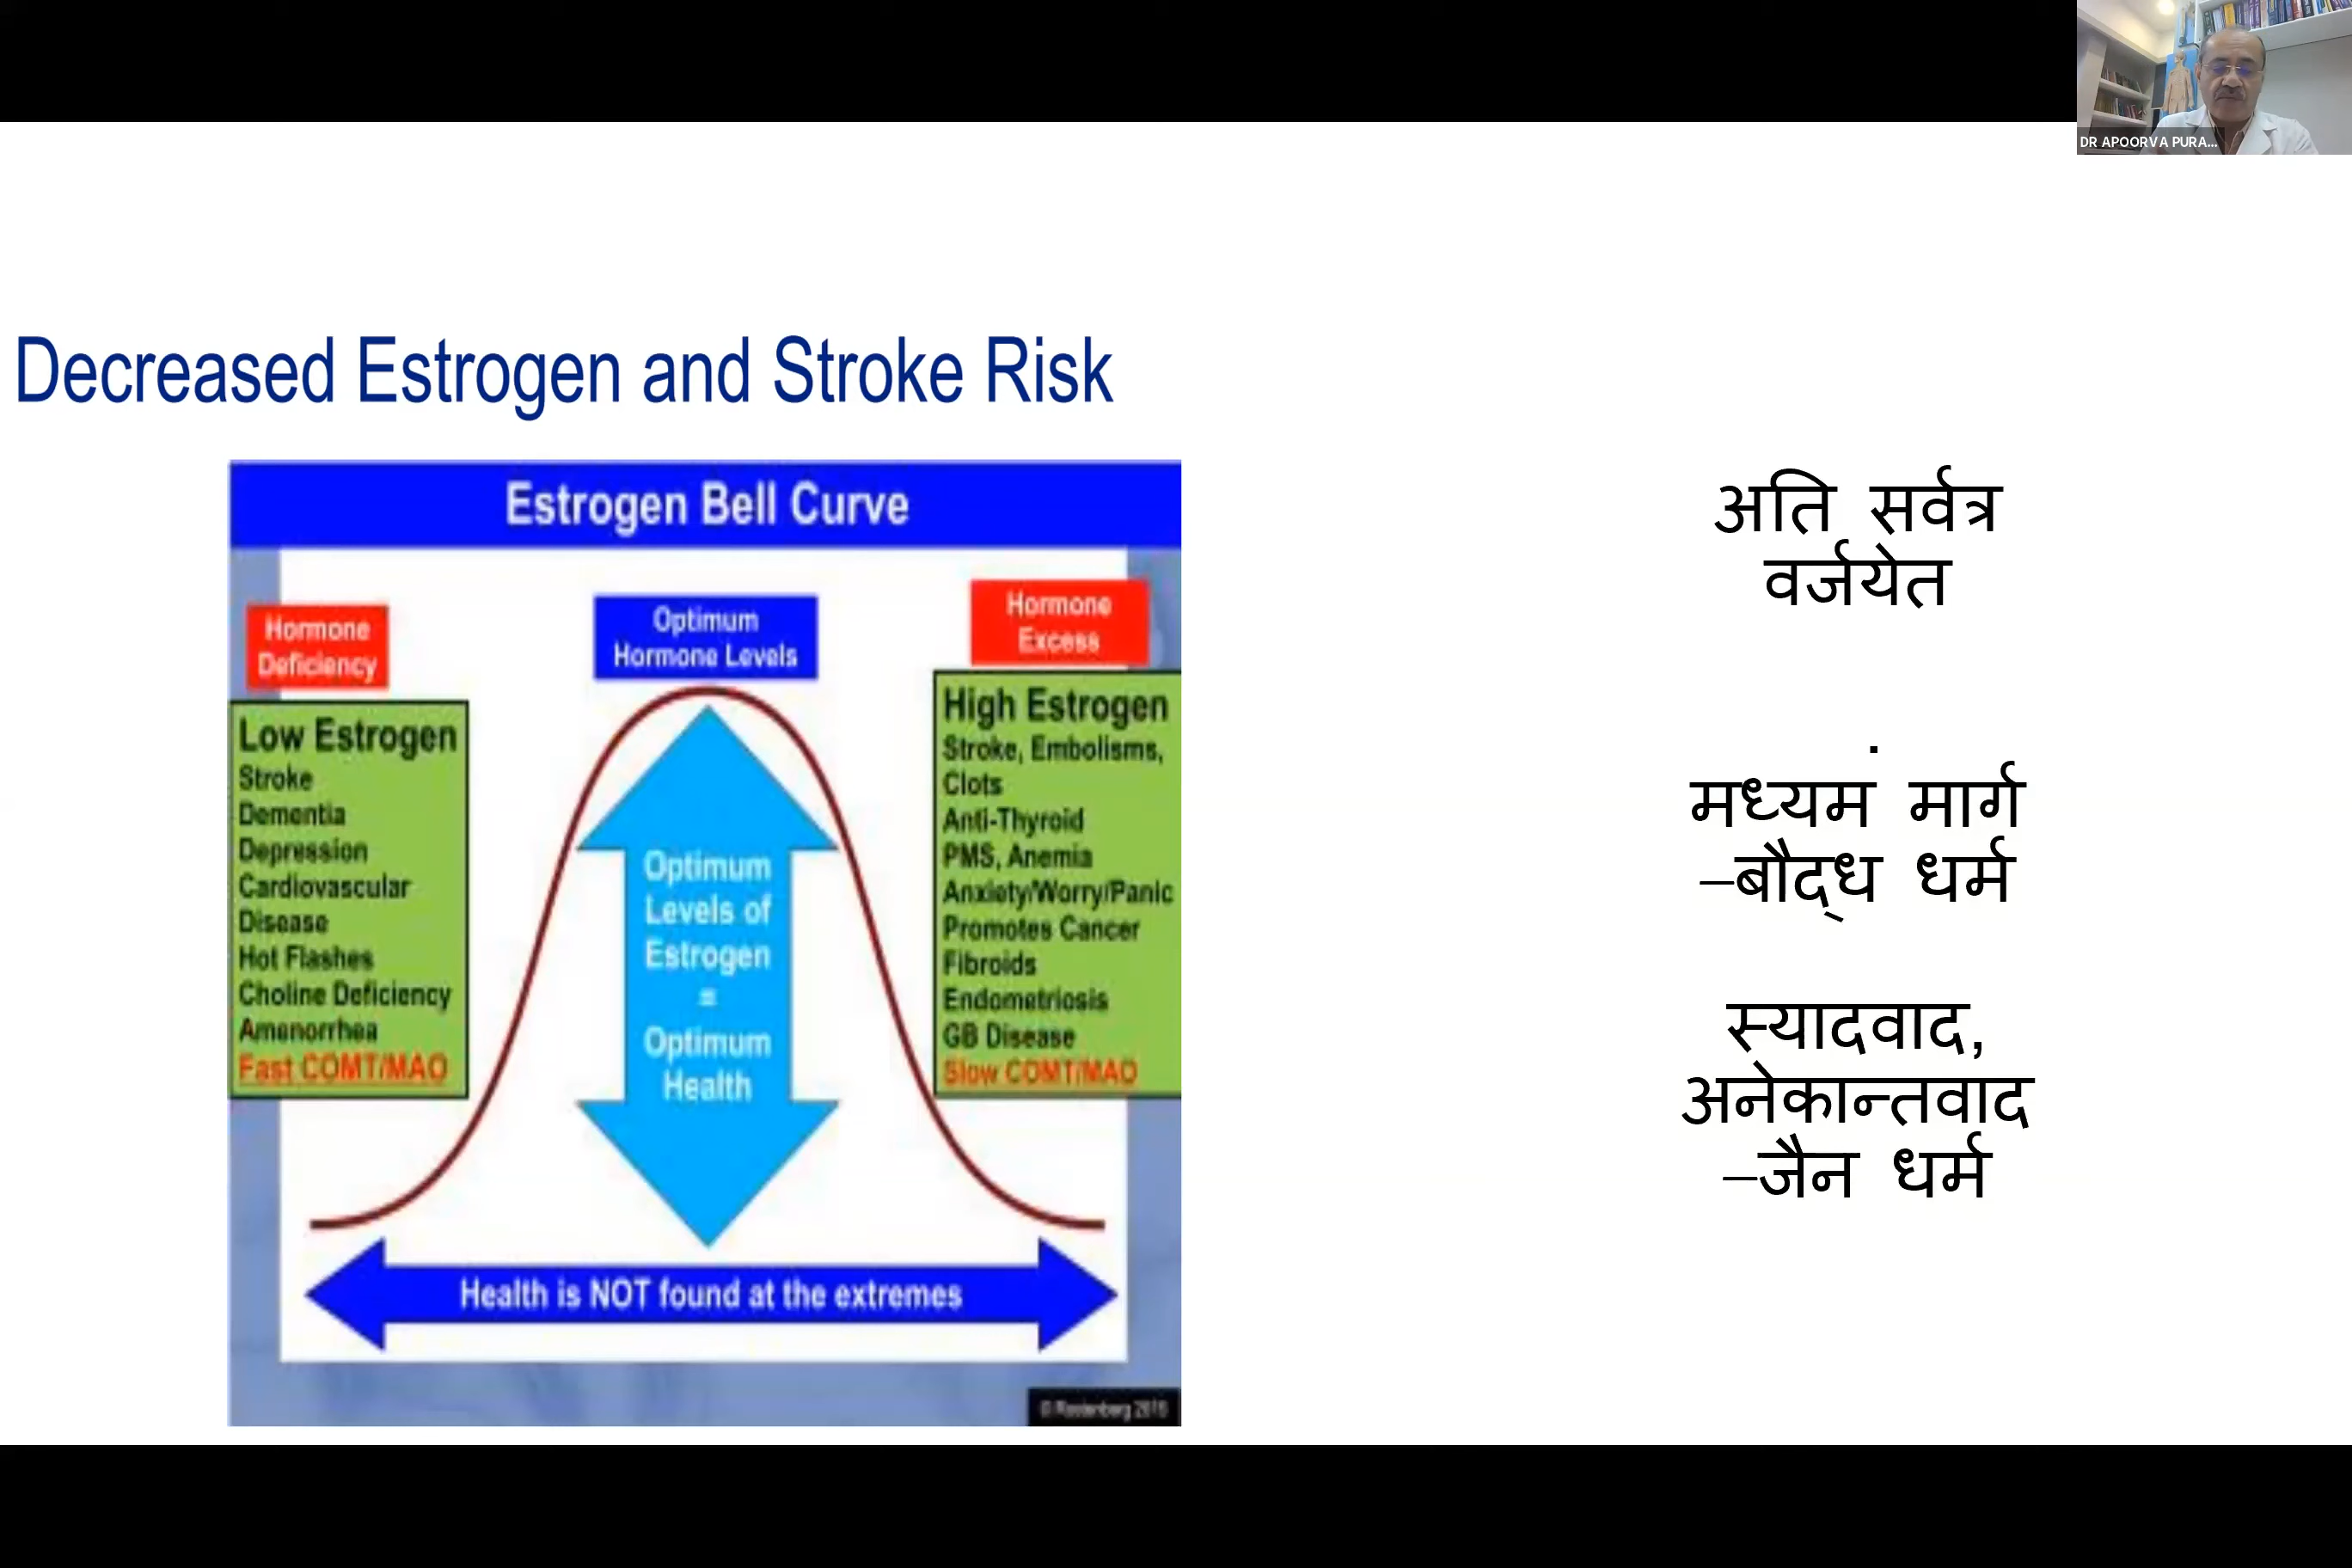 DR APOORVA PURA...
Decreased Estrogen and Stroke Risk
Estrogen Bell Curve
Hormone
Deficiency
Optimum
Hormone Levels
Hormone
Excess
Low Estrogen
Stroke
Dementia
Depression
Cardiovascular
Disease
Hot Flashes
Choline Deficiency
Amenorrhea
Fast COMT/MAO
Optimum
Levels of
Estrogen
=
Optimum
Health
High Estrogen
Stroke, Embolisms,
Clots
Anti-Thyroid
PMS, Anemia
Anxiety/Worry/Panic
Promotes Cancer
Fibroids
Endometriosis
GB Disease
Slow COMT/MAO
Health is NOT found at the extremes
अति सर्वत्र
वर्जयेत
.
मध्यम मार्ग
–बौद्ध धर्म
स्यादवाद,
अनेकान्तवाद
–जैन धर्म